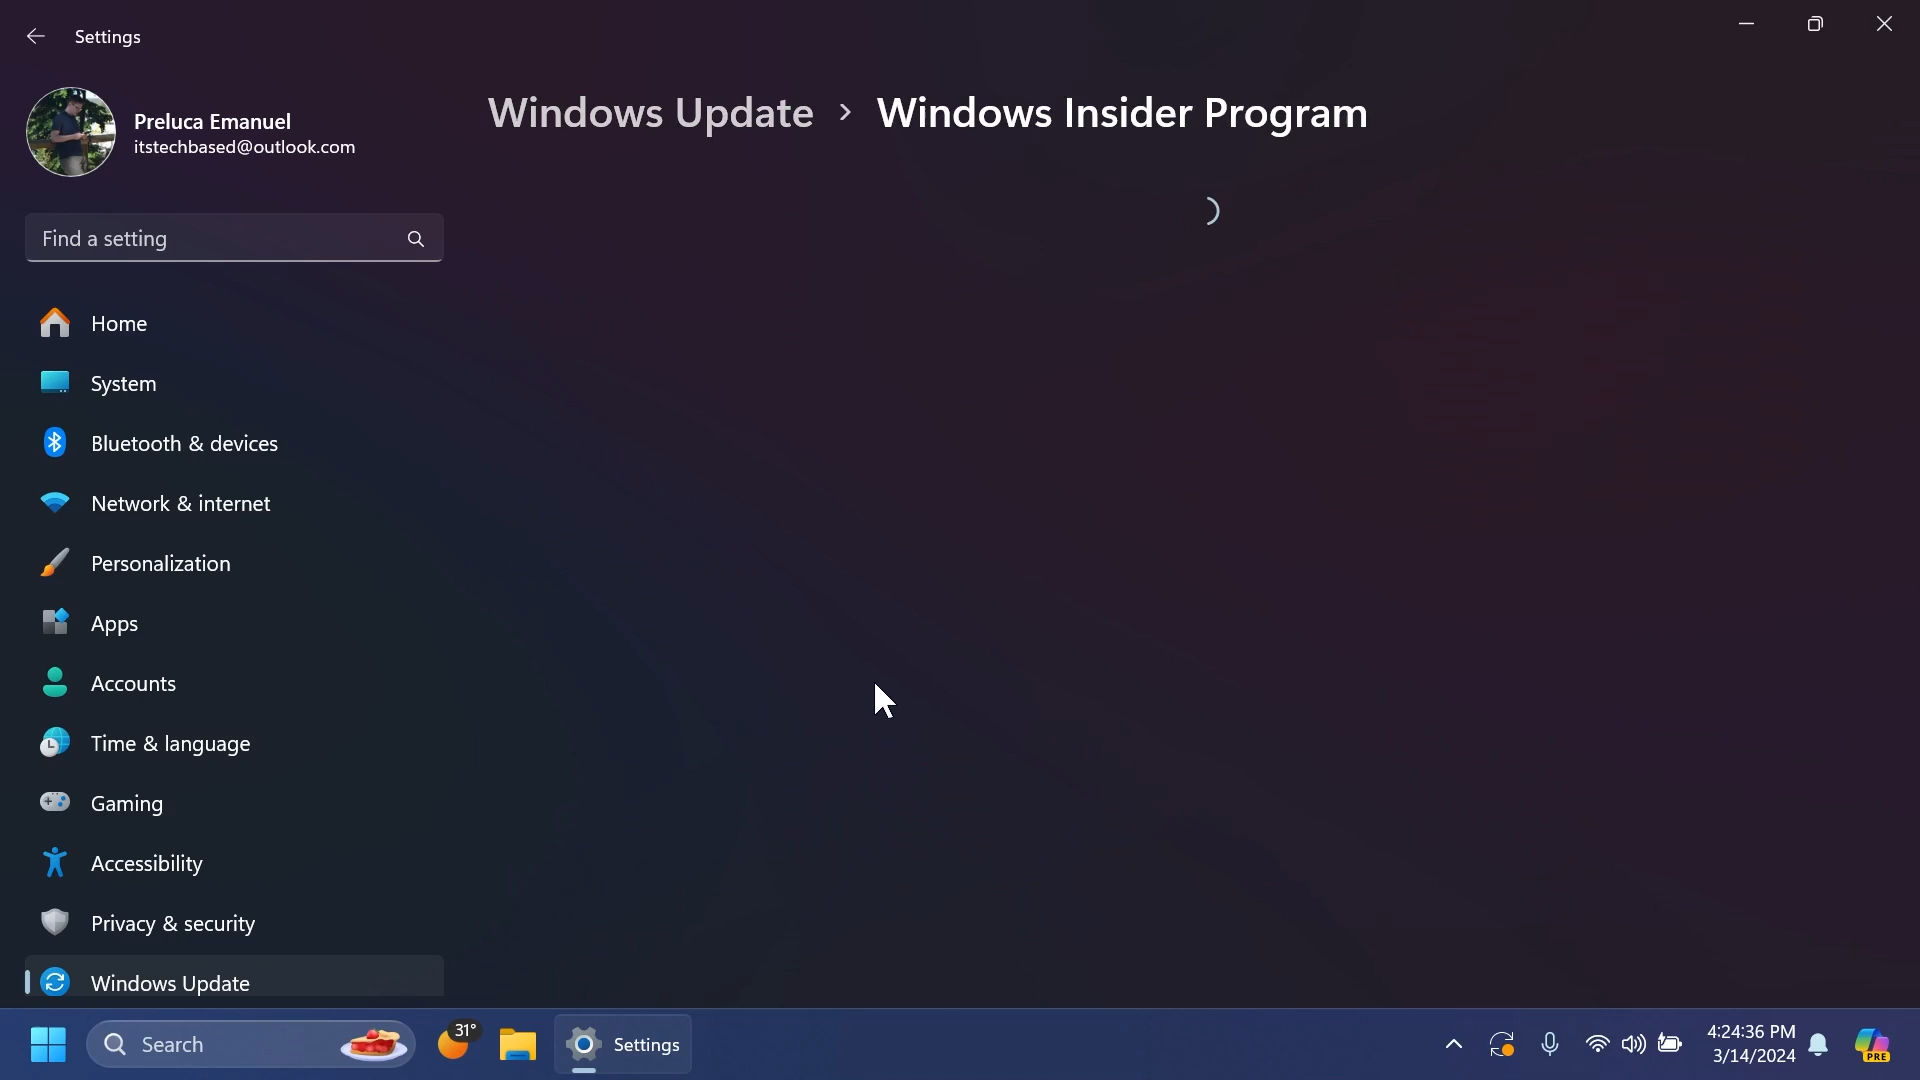 Settings
Preluca Emanuel
itstechbased@outlook.com
Windows Update > Windows Insider Program
Find a setting
Home
System
Bluetooth & devices
Network & internet
Personalization
Apps
Accounts
Time & language
Gaming
Accessibility
Privacy & security
Windows Update
Search
31°
Settings
4:24:36 PM
3/14/2024
PRE